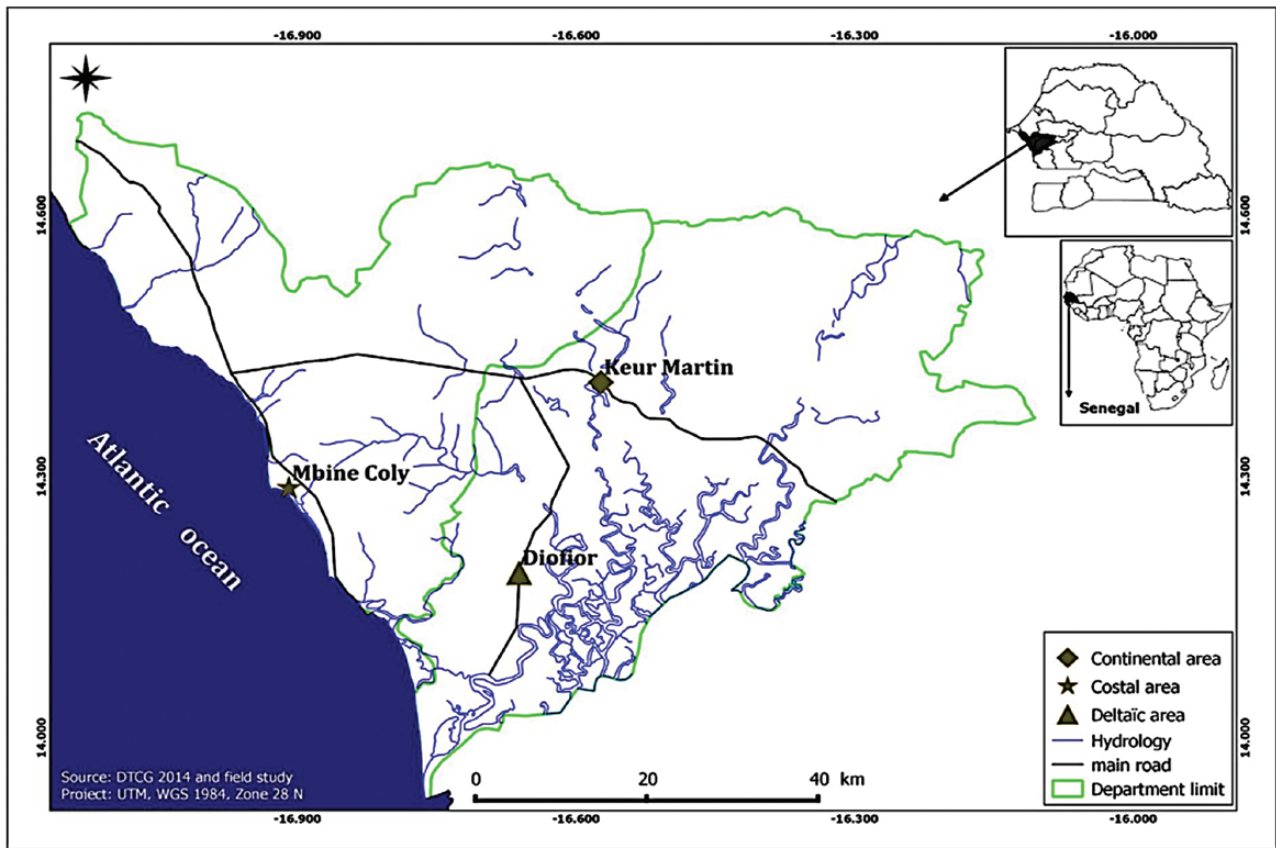 -16.900 -16.600 -16.300 -16.000
14.600
14.600
Senegal
Keur Martin
Mbine Coly
Atlantic ocean
14.300
14.300
Diofior
Continental area
Costal area
Deltaïc area
Hydrology
main road
Department limit
14.000
14.000
Source: DTCG 2014 and field study
Project: UTM, WGS 1984, Zone 28 N
0 20 40 km
-16.900 -16.600 -16.300 -16.000